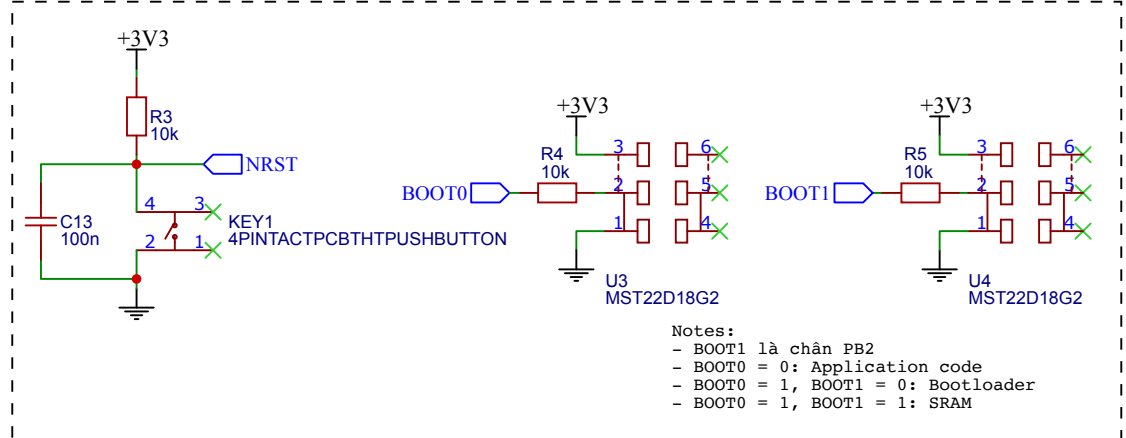 +3V3
R3
10k
NRST
C13
100n
4
3
2
1
KEY1
4PINTACTPCBTHTPUSHBUTTON
+3V3
BOOT0
R4
10k
3
6
2
5
1
4
U3
MST22D18G2
+3V3
BOOT1
R5
10k
3
6
2
5
1
4
U4
MST22D18G2
Notes:
- BOOT1 là chân PB2
- BOOT0 = 0: Application code
- BOOT0 = 1, BOOT1 = 0: Bootloader
- BOOT0 = 1, BOOT1 = 1: SRAM